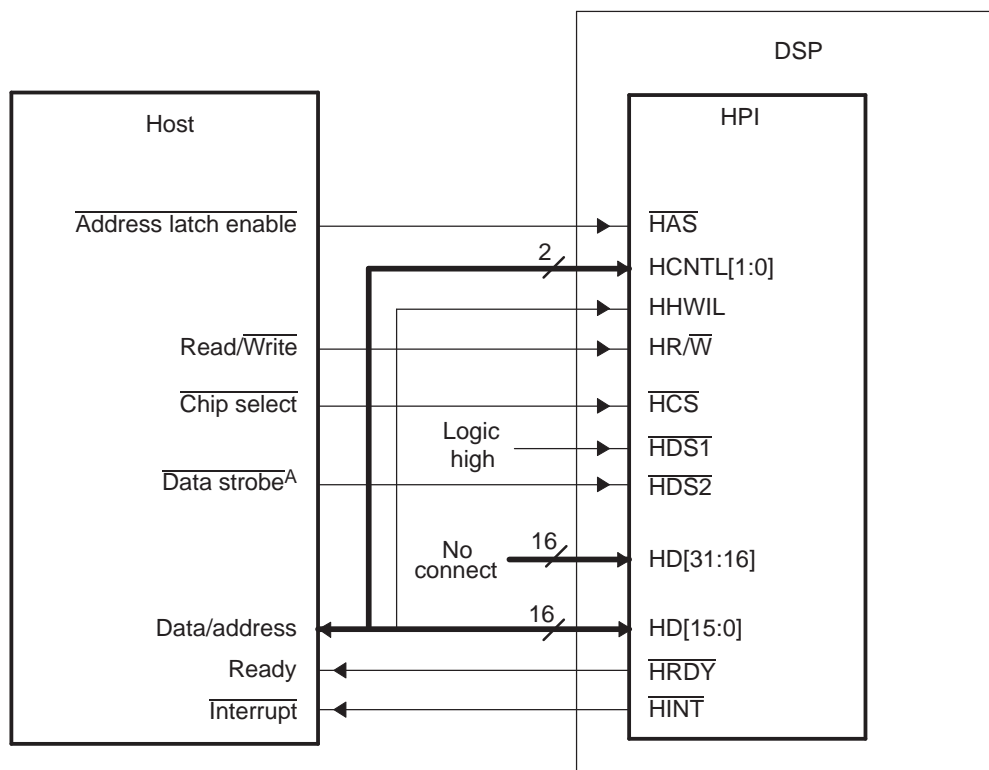 DSP
Host
HPI
Address latch enable
HAS
2
HCNTL[1:0]
HHWIL
Read/Write
HR/W
Chip select
HCS
Logic
high
HDS1
Data strobeA
HDS2
No
connect
16
HD[31:16]
Data/address
16
HD[15:0]
Ready
HRDY
Interrupt
HINT